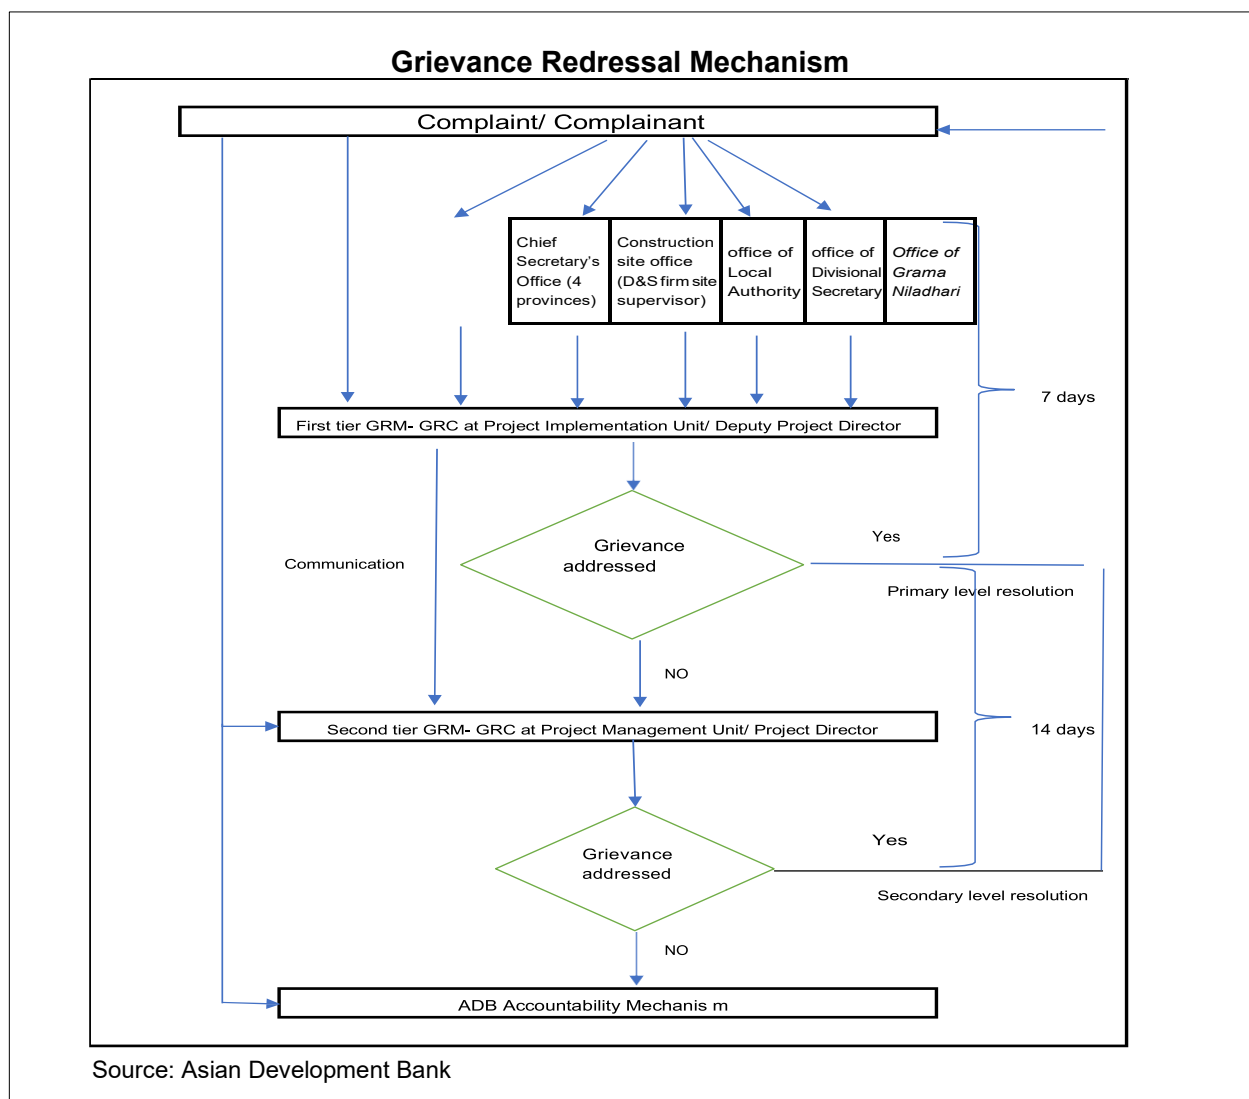 Grievance Redressal Mechanism
Complaint/ Complainant
Chief
Secretary's
Office (4
provinces)
Construction
site office
(D&S firm site
supervisor)
office of
Local
Authority
office of
Divisional
Secretary
Office of
Grama
Niladhari
7 days
First tier GRM- GRC at Project Implementation Unit/ Deputy Project Director
Grievance
addressed
Yes
Communication
Primary level resolution
NO
Second tier GRM- GRC at Project Management Unit/ Project Director
14 days
Grievance
addressed
Yes
Secondary level resolution
NO
ADB Accountability Mechanis m
Source: Asian Development Bank